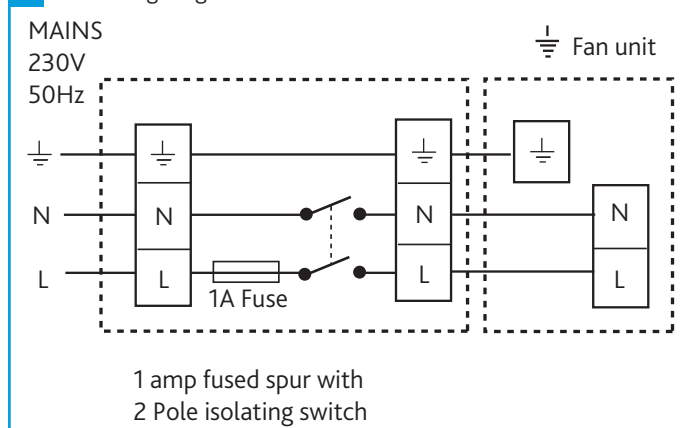 MAINS
230V
50Hz
Fan unit
N N N N
L L L L
1A Fuse
1 amp fused spur with
2 Pole isolating switch